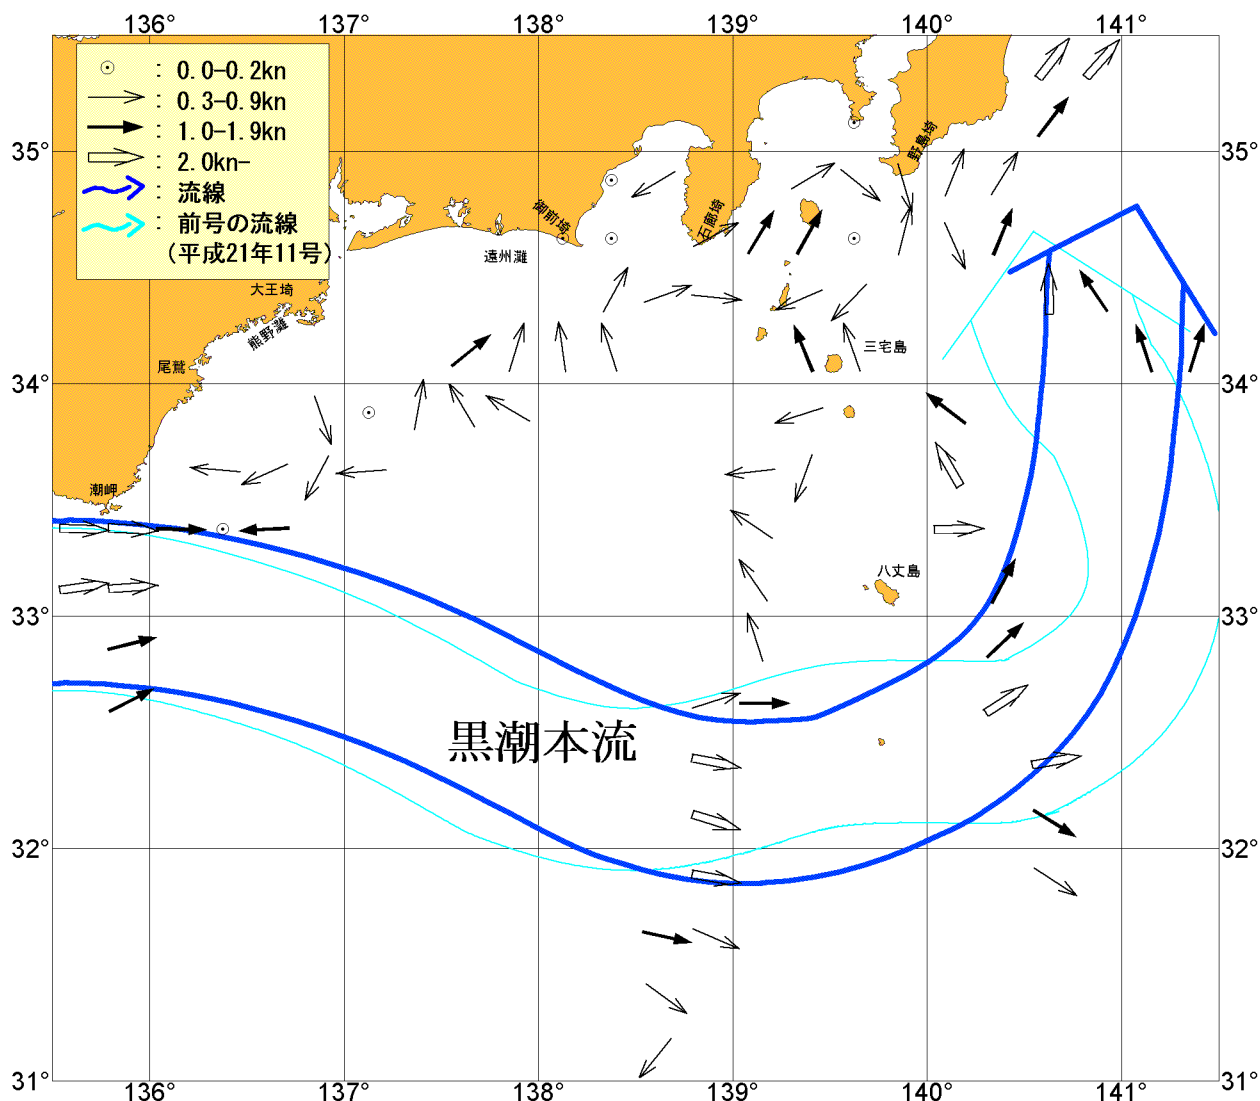 136° 137° 138° 139° 140° 141°
: 0.0-0.2kn
: 0.3-0.9kn
: 1.0-1.9kn
: 2.0kn-
: 流線
: 前号の流線
(平成21年11号)
35° 35°
野島埼
御前埼
石廊埼
遠州灘
大王埼
熊野灘
三宅島
尾鷲
34° 34°
潮岬
八丈島
33° 33°
黒潮本流
32° 32°
31° 31°
136° 137° 138° 139° 140° 141°